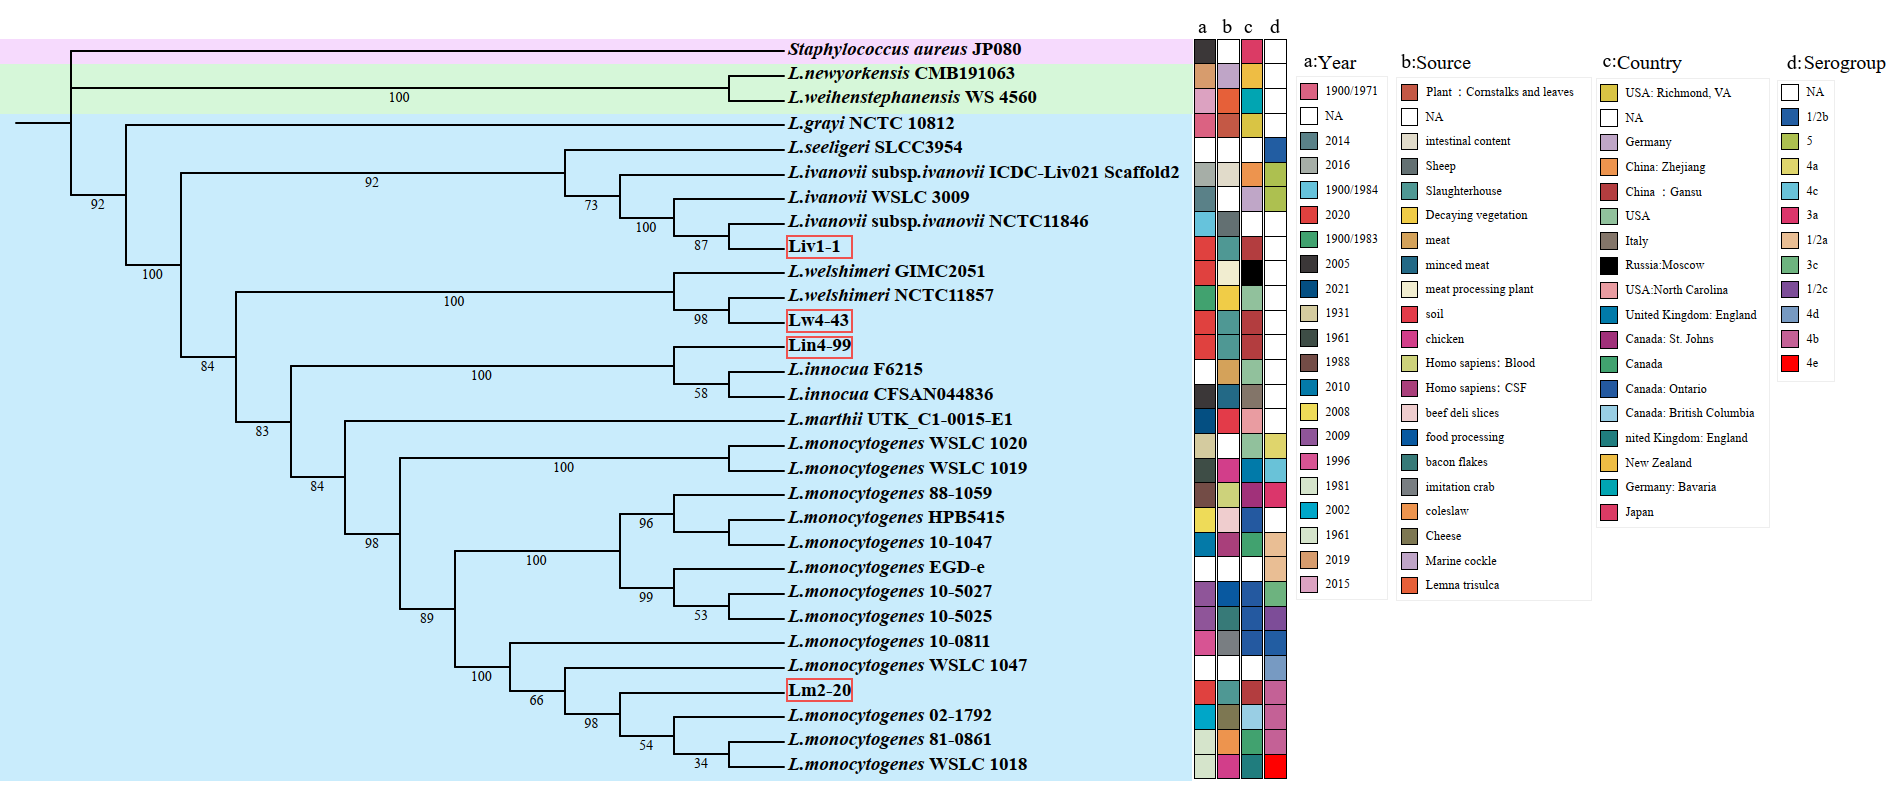 a b c d
Staphylococcus aureus JP080
L.newyorkensis CMB191063
L.weihenstephanensis WS 4560
L.grayi NCTC 10812
L.seeligeri SLCC3954
L.ivanovii subsp.ivanovii ICDC-Liv021 Scaffold2
L.ivanovii WSLC 3009
L.ivanovii subsp.ivanovii NCTC11846
Liv1-1
L.welshimeri GIMC2051
L.welshimeri NCTC11857
Lw4-43
Lin4-99
L.innocua F6215
L.innocua CFSAN044836
L.marthii UTK_C1-0015-E1
L.monocytogenes WSLC 1020
L.monocytogenes WSLC 1019
L.monocytogenes 88-1059
L.monocytogenes HPB5415
L.monocytogenes 10-1047
L.monocytogenes EGD-e
L.monocytogenes 10-5027
L.monocytogenes 10-5025
L.monocytogenes 10-0811
L.monocytogenes WSLC 1047
Lm2-20
L.monocytogenes 02-1792
L.monocytogenes 81-0861
L.monocytogenes WSLC 1018
100
92
92
73
100
87
100
100
98
84
100
58
83
84
100
98
96
100
99
53
89
100
66
98
54
34
a:Year
1900/1971
NA
2014
2016
1900/1984
2020
1900/1983
2005
2021
1931
1961
1988
2010
2008
2009
1996
1981
2002
1961
2019
2015
b:Source
Plant : Cornstalks and leaves
NA
intestinal content
Sheep
Slaughterhouse
Decaying vegetation
meat
minced meat
meat processing plant
soil
chicken
Homo sapiens: Blood
Homo sapiens: CSF
beef deli slices
food processing
bacon flakes
imitation crab
coleslaw
Cheese
Marine cockle
Lemna trisulca
c:Country
USA: Richmond, VA
NA
Germany
China: Zhejiang
China : Gansu
USA
Italy
Russia:Moscow
USA:North Carolina
United Kingdom: England
Canada: St. Johns
Canada
Canada: Ontario
Canada: British Columbia
nited Kingdom: England
New Zealand
Germany: Bavaria
Japan
d:Serogroup
NA
1/2b
5
4a
4c
3a
1/2a
3c
1/2c
4d
4b
4e